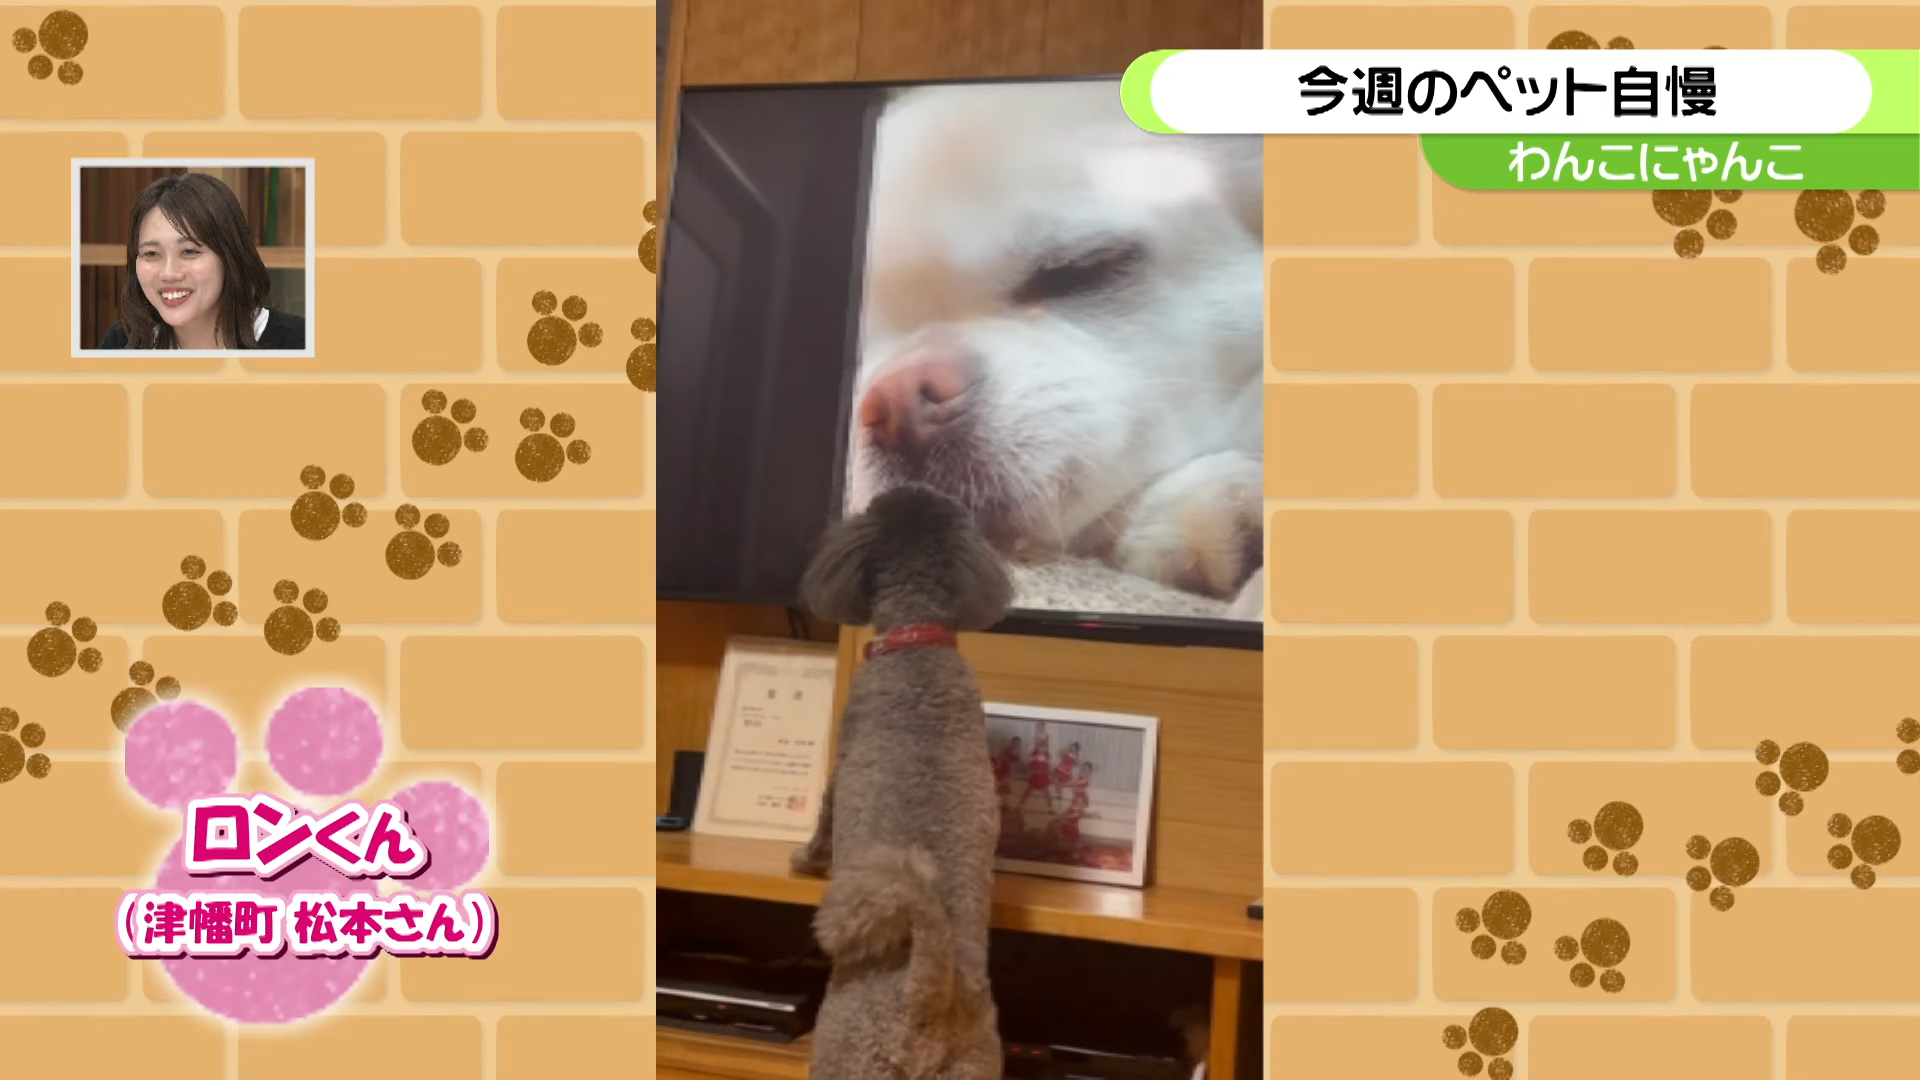 今週のペット自慢
わんこにゃんこ
ロンくん
(津幡町 松本さん)